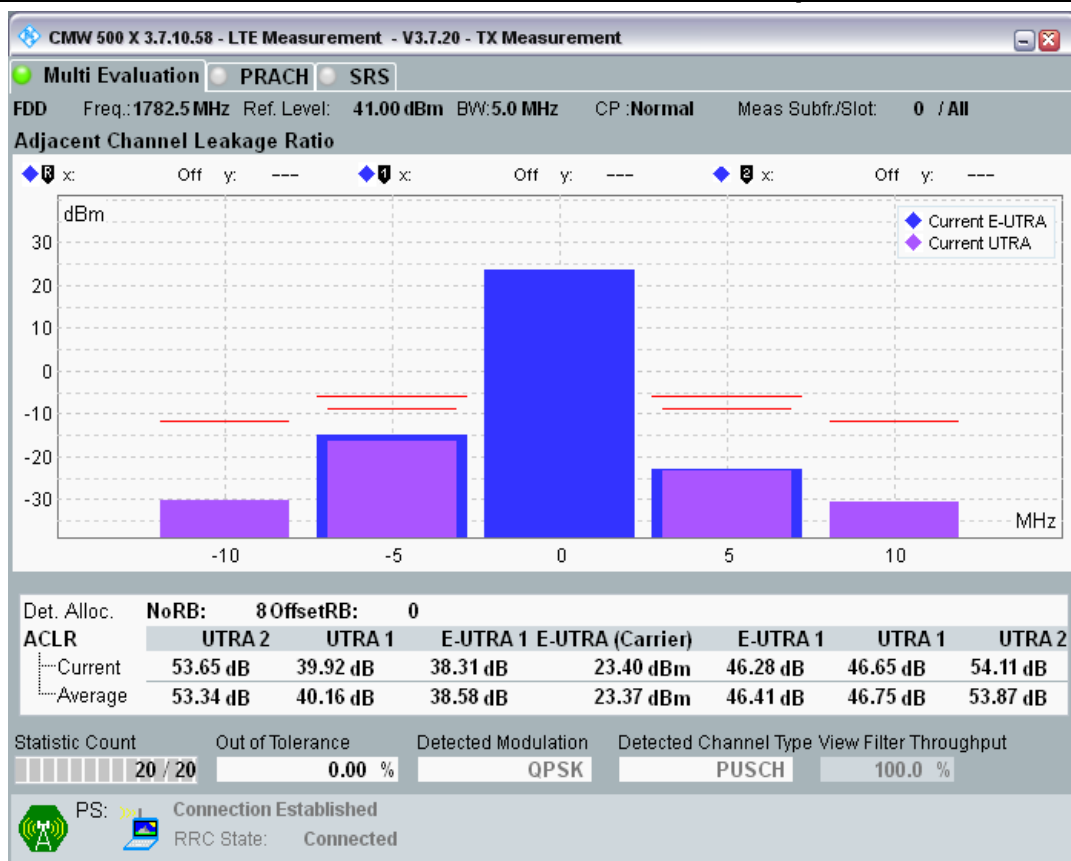 CMW 500 X 3.7.10.58 - LTE Measurement - V3.7.20 - TX Measurement
Multi Evaluation PRACH SRS
FDD Freq.:1782.5 MHz Ref. Level: 41.00 dBm BW:5.0 MHz CP :Normal Meas Subfr./Slot: 0 / All
Adjacent Channel Leakage Ratio
R x: Off y: --- 1 x: Off y: --- 2 x: Off y: ---
dBm
Current E-UTRA
Current UTRA
30
20
10
0
-10
-20
-30
MHz
-10 -5 0 5 10
Det. Alloc. NoRB: 8 OffsetRB: 0
ACLR UTRA 2 UTRA 1 E-UTRA 1 E-UTRA (Carrier) E-UTRA 1 UTRA 1 UTRA 2
Current 53.65 dB 39.92 dB 38.31 dB 23.40 dBm 46.28 dB 46.65 dB 54.11 dB
Average 53.34 dB 40.16 dB 38.58 dB 23.37 dBm 46.41 dB 46.75 dB 53.87 dB
Statistic Count Out of Tolerance Detected Modulation Detected Channel Type View Filter Throughput
20 / 20 0.00 % QPSK PUSCH 100.0 %
PS: Connection Established
RRC State: Connected